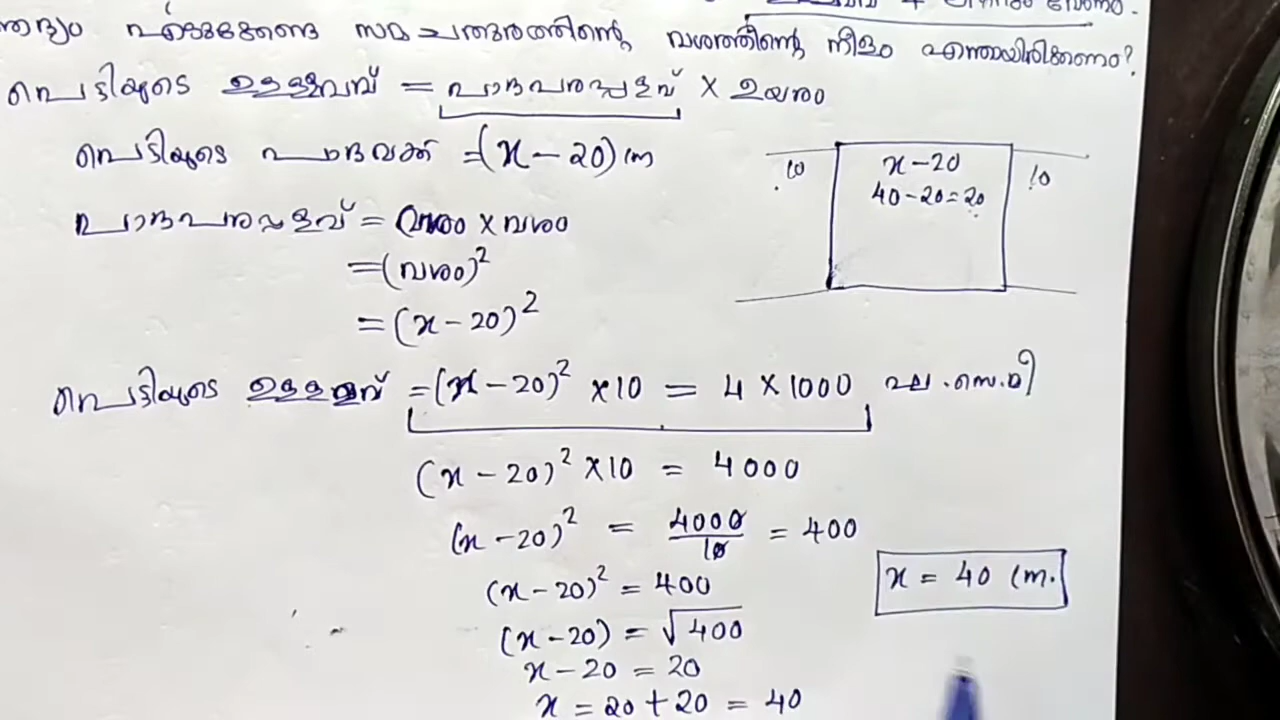 സമചതുരത്തിന്റെ വശത്തിന്റെ നീളം എന്തായിരിക്കണം?
പെട്ടിയുടെ ഉള്ളളവ് = പാദപരപ്പളവ് × ഉയരം
പെട്ടിയുടെ പാദവക്ക് = (x - 20) cm
10
x - 20
40 - 20 = 20
10
പാദപരപ്പളവ് = വശം × വശം
= (വശം)²
= (x - 20)²
പെട്ടിയുടെ ഉള്ളളവ് = (x - 20)² × 10 = 4 × 1000 ഘ.സെ.മീ
(x - 20)² × 10 = 4000
(x - 20)² = 4000/10 = 400
(x - 20)² = 400
x = 40 cm.
(x - 20) = √400
x - 20 = 20
x = 20 + 20 = 40